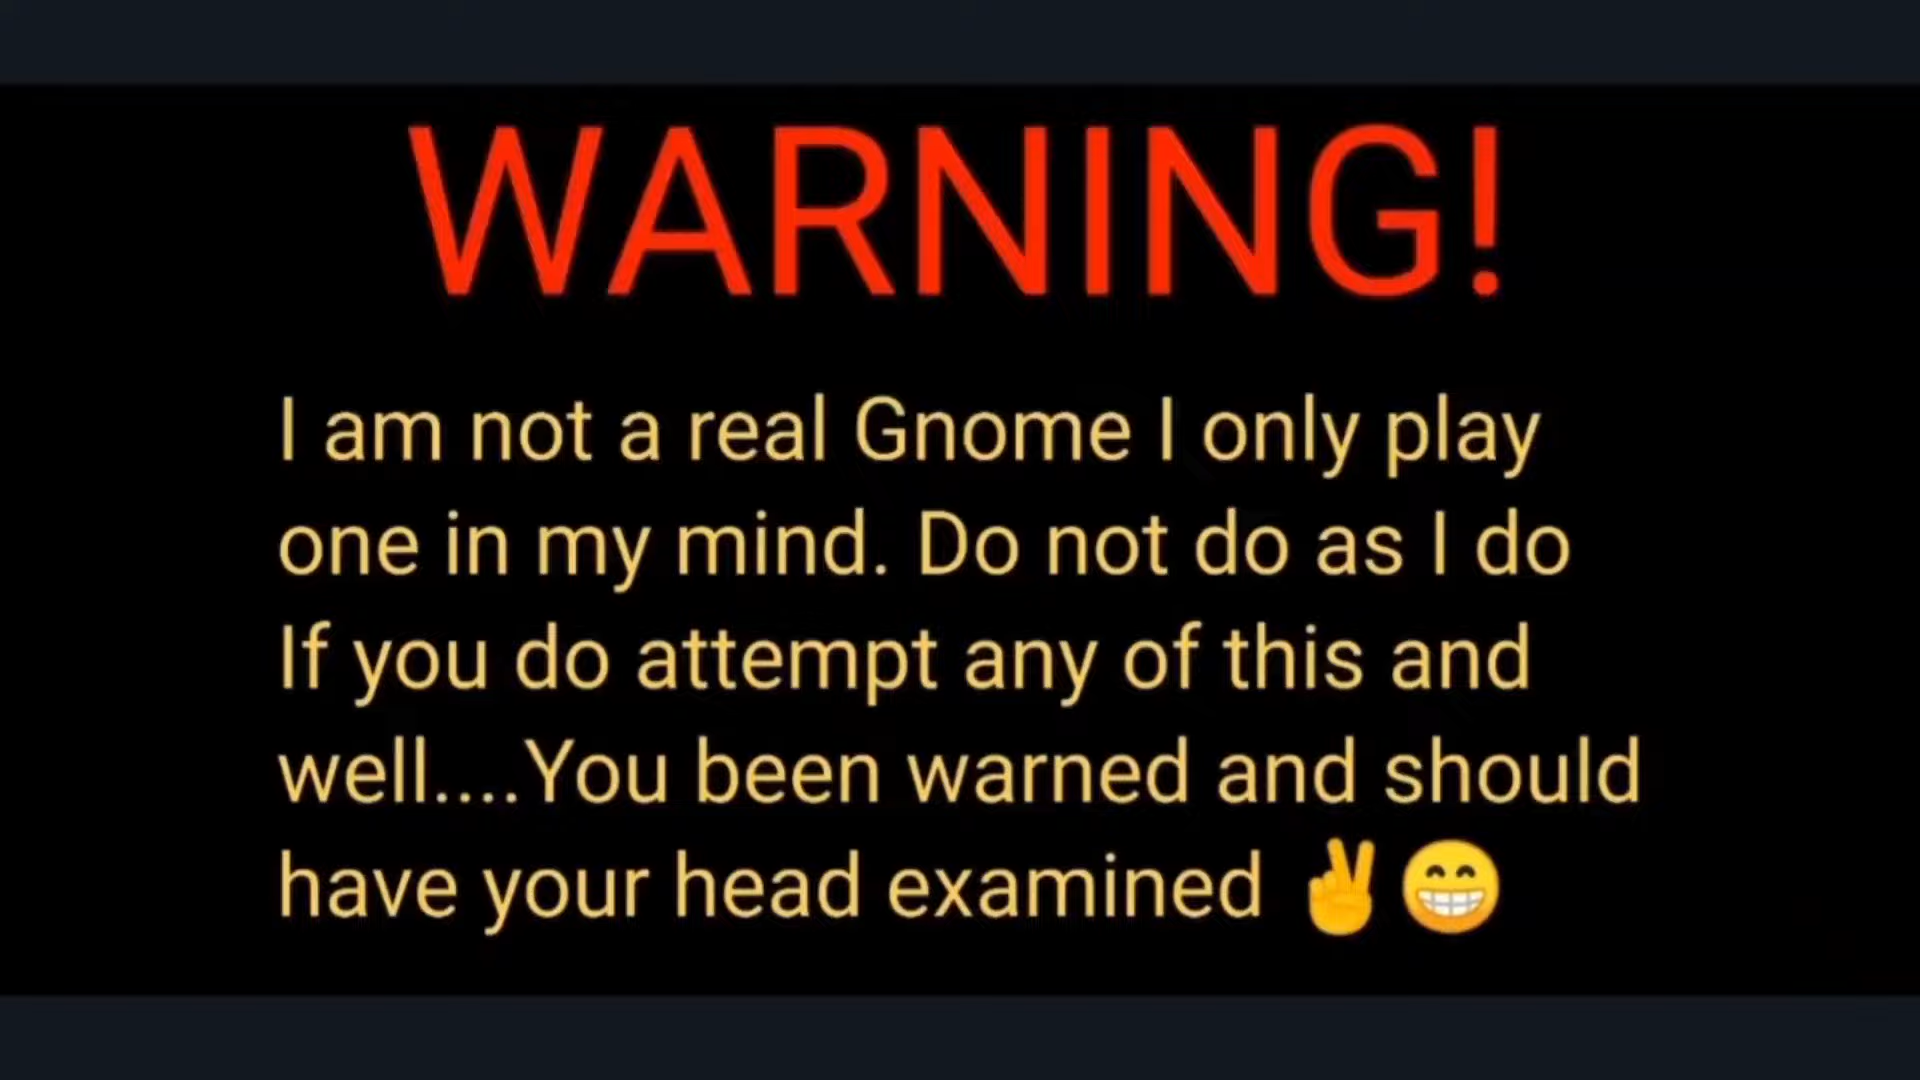 WARNING!
I am not a real Gnome I only play
one in my mind. Do not do as I do
If you do attempt any of this and
well....You been warned and should
have your head examined ✌️😁